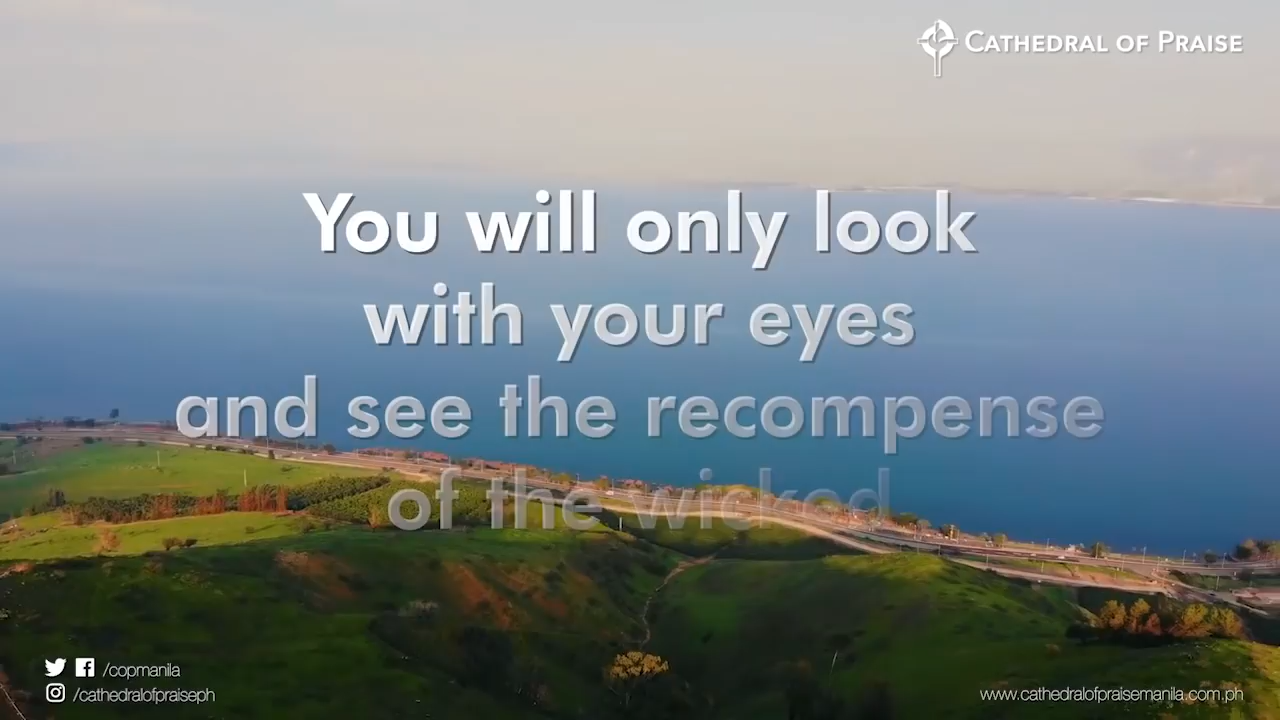 CATHEDRAL OF PRAISE
You will only look
with your eyes
and see the recompense
of the wicked
/copmanila
/cathedralofpraiseph
www.cathedralofpraisemanila.com.ph